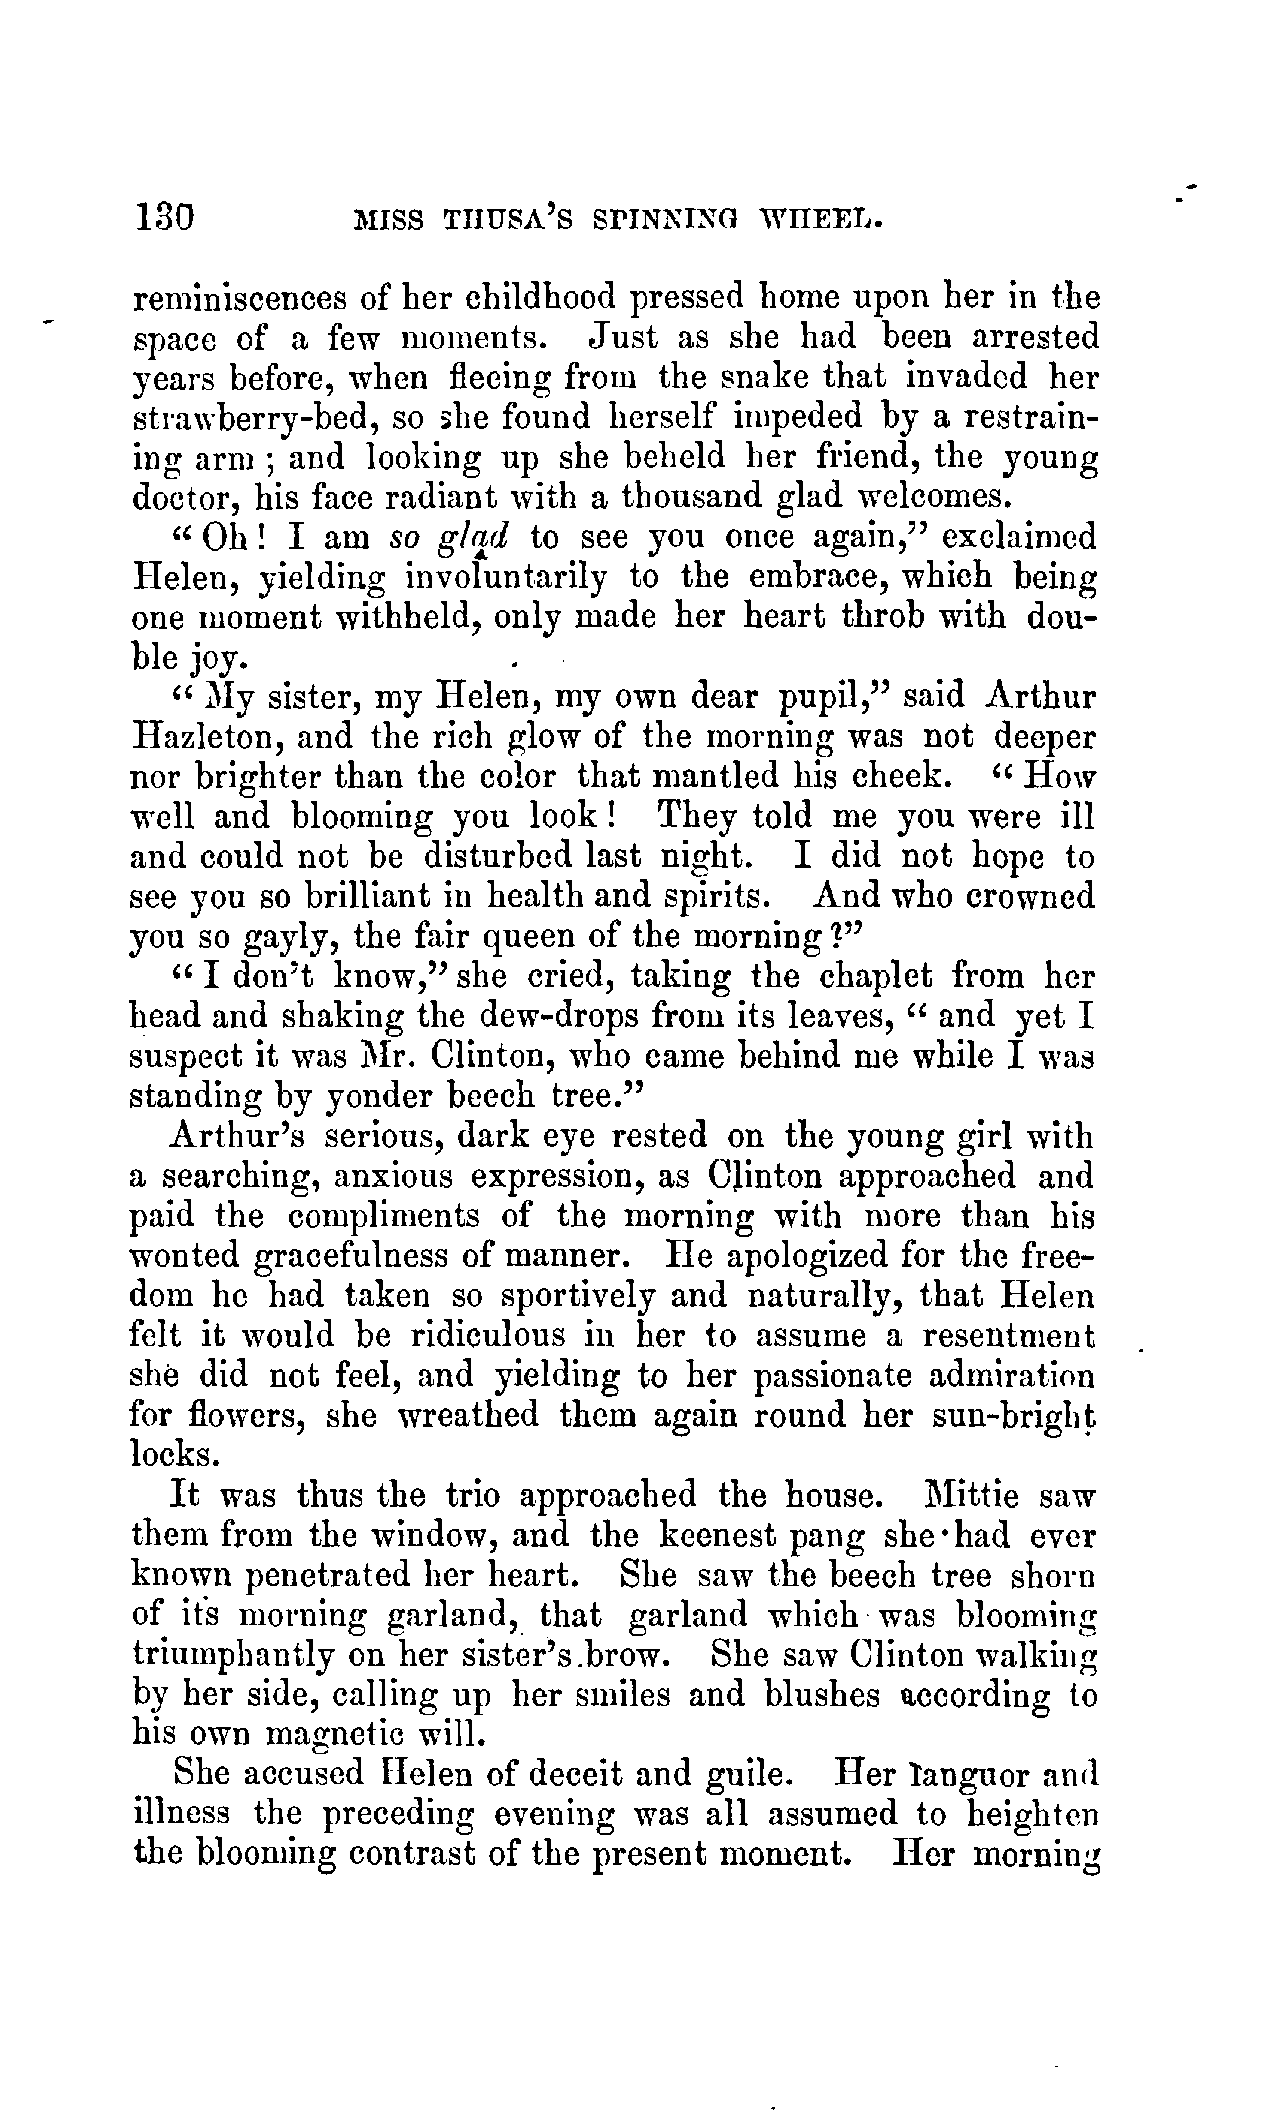 130 MISS THUSA'S SPINNING WHEEL.
reminiscences of her childhood pressed home upon her in the
space of a few moments. Just as she had been arrested
years before, when fleeing from the snake that invaded her
strawberry-bed, so she found herself impeded by a restrain-
ing arm ; and looking up she beheld her friend, the young
doctor, his face radiant with a thousand glad welcomes.
“ Oh ! I am so glad to see you once again,” exclaimed
Helen, yielding involuntarily to the embrace, which being
one moment withheld, only made her heart throb with dou-
ble joy.
“ My sister, my Helen, my own dear pupil,” said Arthur
Hazleton, and the rich glow of the morning was not deeper
nor brighter than the color that mantled his cheek. “ How
well and blooming you look ! They told me you were ill
and could not be disturbed last night. I did not hope to
see you so brilliant in health and spirits. And who crowned
you so gayly, the fair queen of the morning ?”
“ I don't know,” she cried, taking the chaplet from her
head and shaking the dew-drops from its leaves, “ and yet I
suspect it was Mr. Clinton, who came behind me while I was
standing by yonder beech tree.”
Arthur's serious, dark eye rested on the young girl with
a searching, anxious expression, as Clinton approached and
paid the compliments of the morning with more than his
wonted gracefulness of manner. He apologized for the free-
dom he had taken so sportively and naturally, that Helen
felt it would be ridiculous in her to assume a resentment
she did not feel, and yielding to her passionate admiration
for flowers, she wreathed them again round her sun-bright
locks.
It was thus the trio approached the house. Mittie saw
them from the window, and the keenest pang she had ever
known penetrated her heart. She saw the beech tree shorn
of its morning garland, that garland which was blooming
triumphantly on her sister's brow. She saw Clinton walking
by her side, calling up her smiles and blushes according to
his own magnetic will.
She accused Helen of deceit and guile. Her languor and
illness the preceding evening was all assumed to heighten
the blooming contrast of the present moment. Her morning